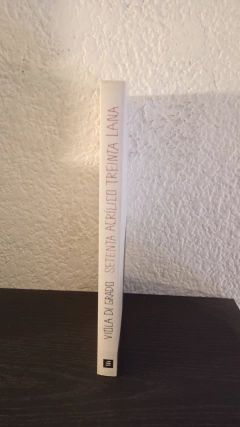 VIOLA DI GRADO SETENTA ACRÍLICO TREINTA LANA